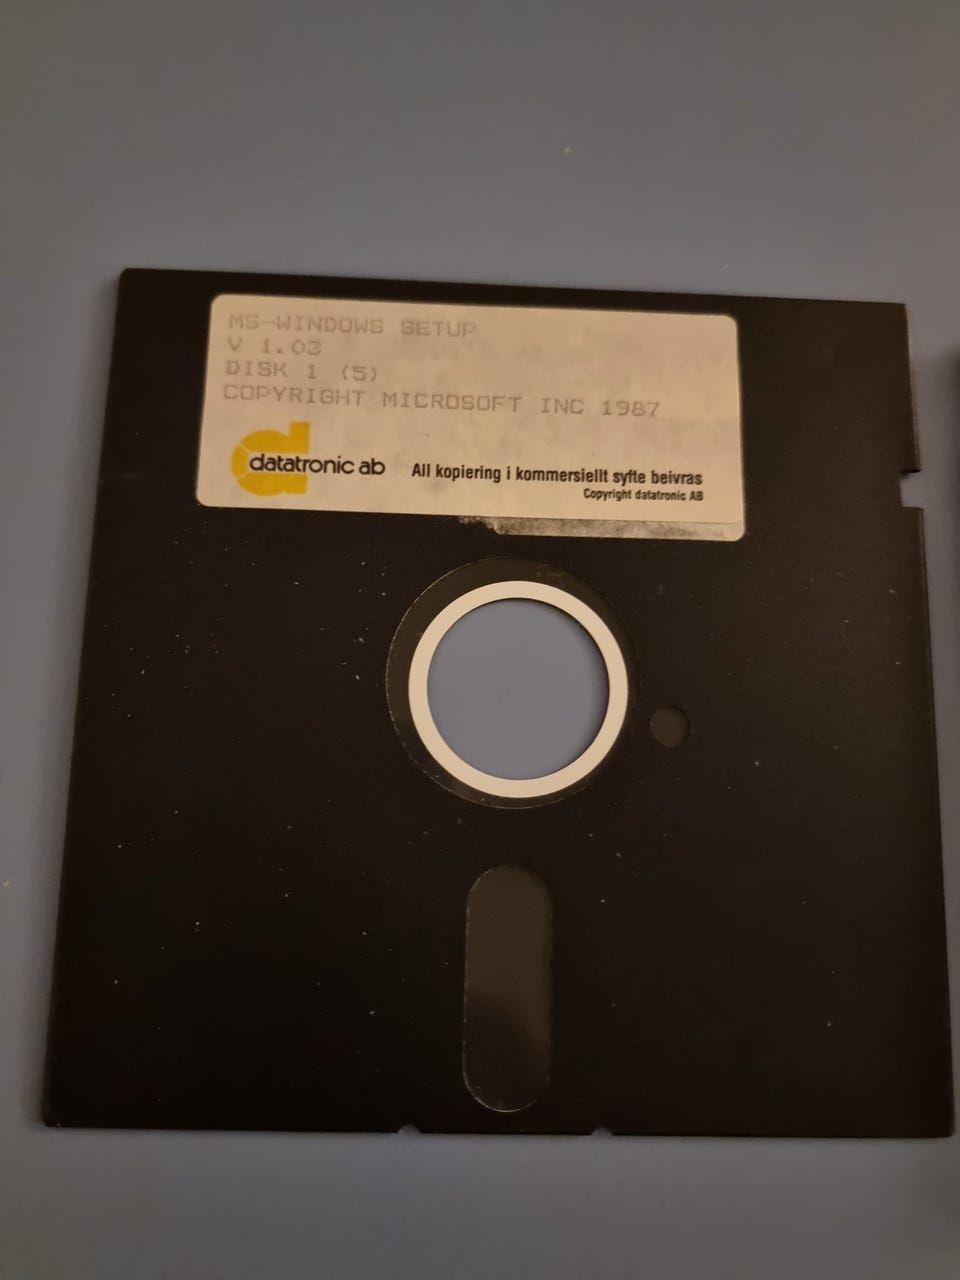 MS-WINDOWS SETUP
V 1.03
DISK 1 (5)
COPYRIGHT MICROSOFT INC 1987
datatronic ab
All kopiering i kommersiellt syfte beivras
Copyright datatronic AB